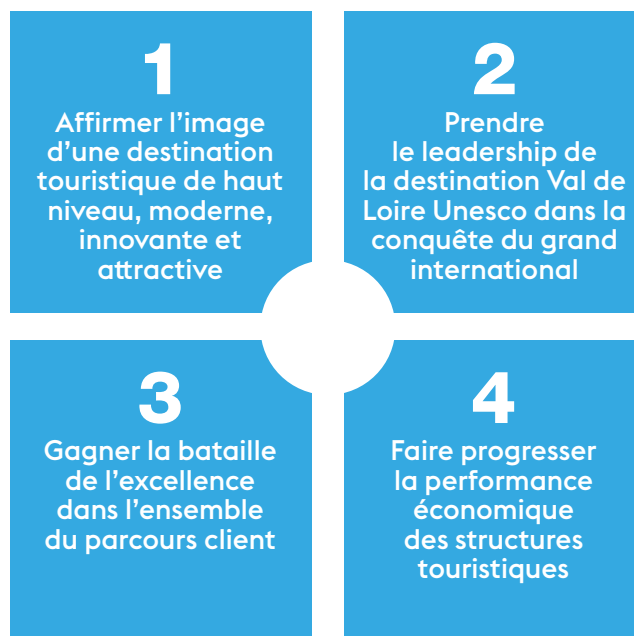 1
Affirmer l’image
d’une destination
touristique de haut
niveau, moderne,
innovante et
attractive
2
Prendre
le leadership de
la destination Val de
Loire Unesco dans la
conquête du grand
international
3
Gagner la bataille
de l’excellence
dans l’ensemble
du parcours client
4
Faire progresser
la performance
économique
des structures
touristiques